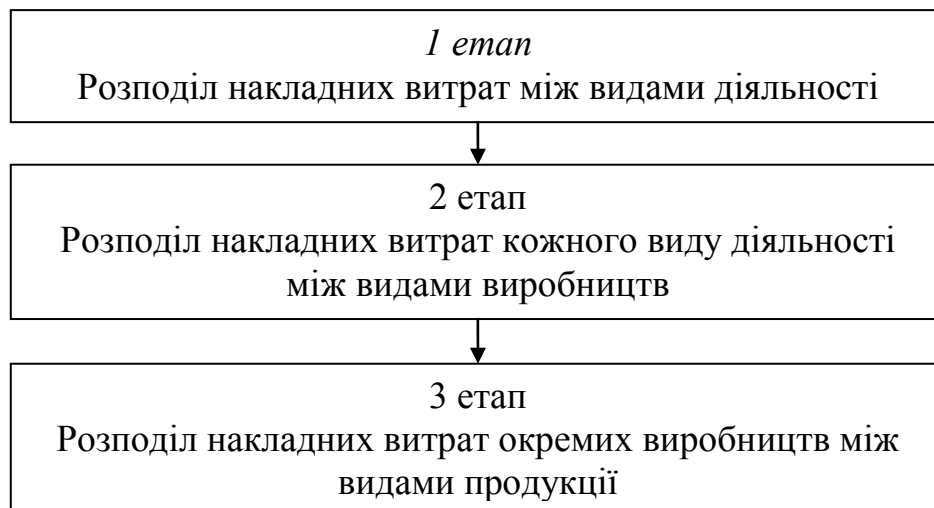 1 етап
Розподіл накладних витрат між видами діяльності
2 етап
Розподіл накладних витрат кожного виду діяльності
між видами виробництв
3 етап
Розподіл накладних витрат окремих виробництв між
видами продукції